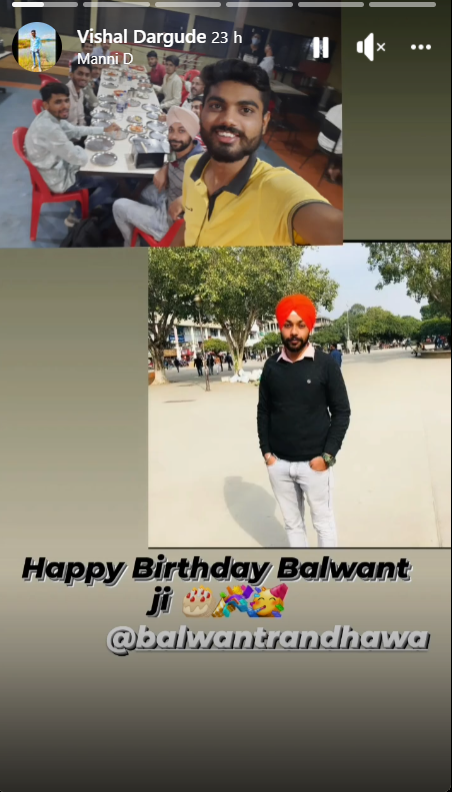 Vishal Dargude 23 h
Manni D
Happy Birthday Balwant
ji 🎂🎉🥳
@balwantrandhawa